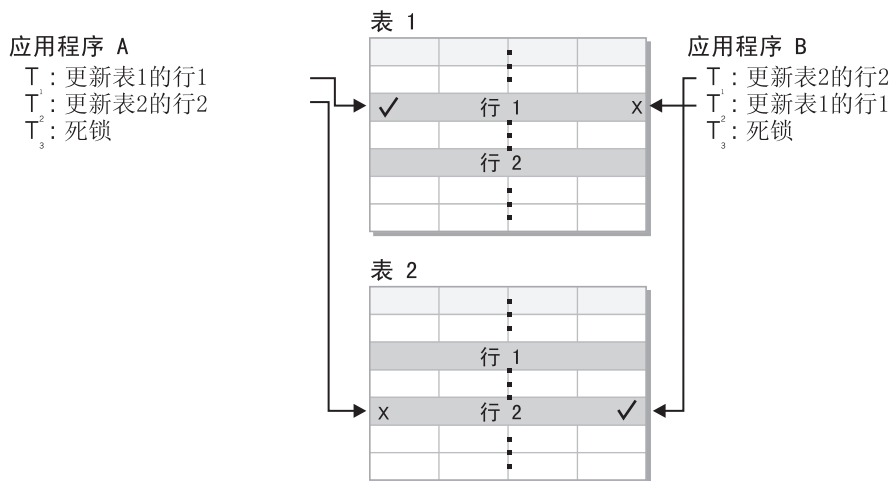 表 1
应用程序 A
T₁: 更新表1的行1
T₂: 更新表2的行2
T₃: 死锁
行 1
x
行 2
应用程序 B
T₁: 更新表2的行2
T₂: 更新表1的行1
T₃: 死锁
表 2
行 1
x
行 2